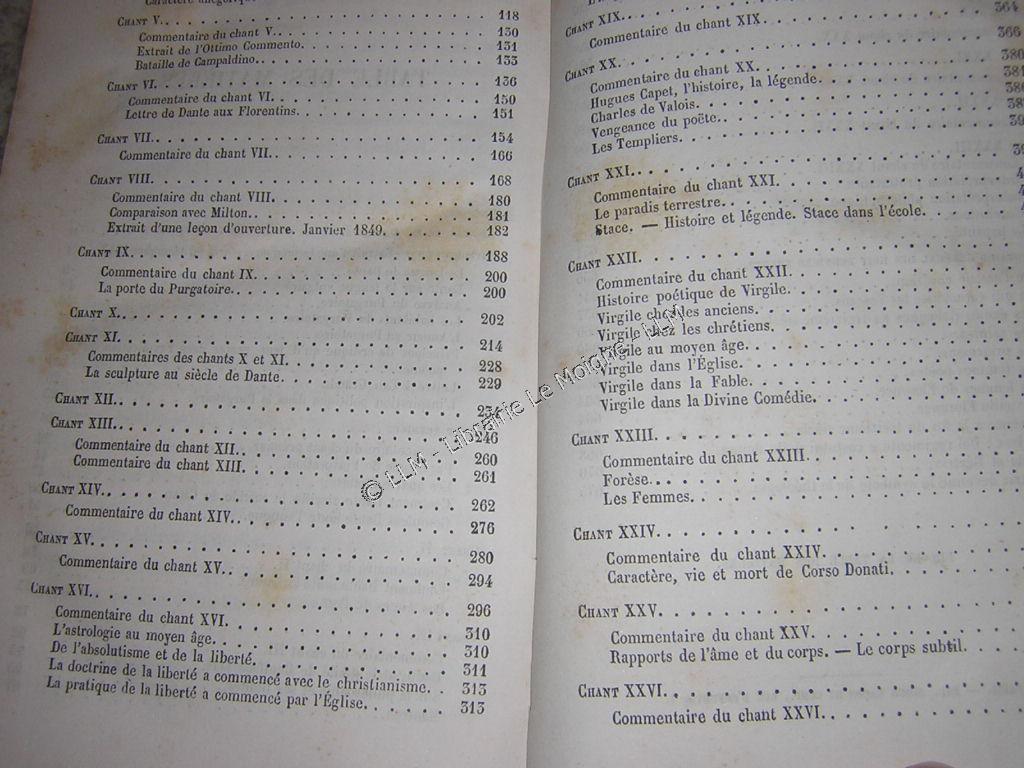 Caractère allégorique
118
CHANT V.
Commentaire du chant V. 130
Extrait de l'Ottimo Commento. 131
Bataille de Campaldino. 133
CHANT VI. 136
Commentaire du chant VI. 150
Lettre de Dante aux Florentins. 151
CHANT VII. 154
Commentaire du chant VII. 166
CHANT VIII. 168
Commentaire du chant VIII. 180
Comparaison avec Milton. 181
Extrait d'une leçon d'ouverture. Janvier 1849. 182
CHANT IX. 188
Commentaire du chant IX. 200
La porte du Purgatoire. 200
CHANT X. 202
CHANT XI. 214
Commentaires des chants X et XI. 228
La sculpture au siècle de Dante. 229
CHANT XII. 234
CHANT XIII. 246
Commentaire du chant XII. 260
Commentaire du chant XIII. 261
CHANT XIV. 262
Commentaire du chant XIV. 276
CHANT XV. 280
Commentaire du chant XV. 294
CHANT XVI. 296
Commentaire du chant XVI. 310
L'astrologie au moyen âge. 310
De l'absolutisme et de la liberté. 311
La doctrine de la liberté a commencé avec le christianisme. 313
La pratique de la liberté a commencé par l'Église. 313
CHANT XIX. 364
Commentaire du chant XIX.
366
CHANT XX. 380
Commentaire du chant XX.
Hugues Capet, l'histoire, la légende.
Charles de Valois.
Vengeance du poëte.
Les Templiers.
CHANT XXI.
Commentaire du chant XXI.
Le paradis terrestre.
Stace. — Histoire et légende. Stace dans l'école.
CHANT XXII.
Commentaire du chant XXII.
Histoire poétique de Virgile.
Virgile chez les anciens.
Virgile chez les chrétiens.
Virgile au moyen âge.
Virgile dans l'Église.
Virgile dans la Fable.
Virgile dans la Divine Comédie.
CHANT XXIII.
Commentaire du chant XXIII.
Forèse.
Les Femmes.
CHANT XXIV.
Commentaire du chant XXIV.
Caractère, vie et mort de Corso Donati.
CHANT XXV.
Commentaire du chant XXV.
Rapports de l'âme et du corps. — Le corps subtil.
CHANT XXVI.
Commentaire du chant XXVI.
© LLM - Librairie Le Moigne - LLM